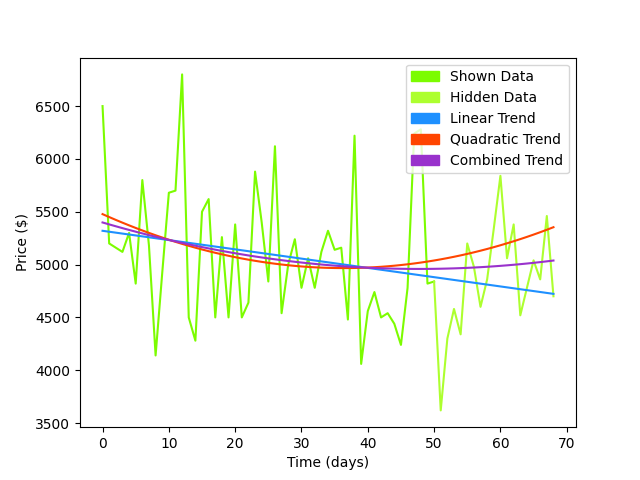 Shown Data
Hidden Data
Linear Trend
Quadratic Trend
Combined Trend
6500
6000
5500
5000
4500
4000
3500
Price ($)
0 10 20 30 40 50 60 70
Time (days)